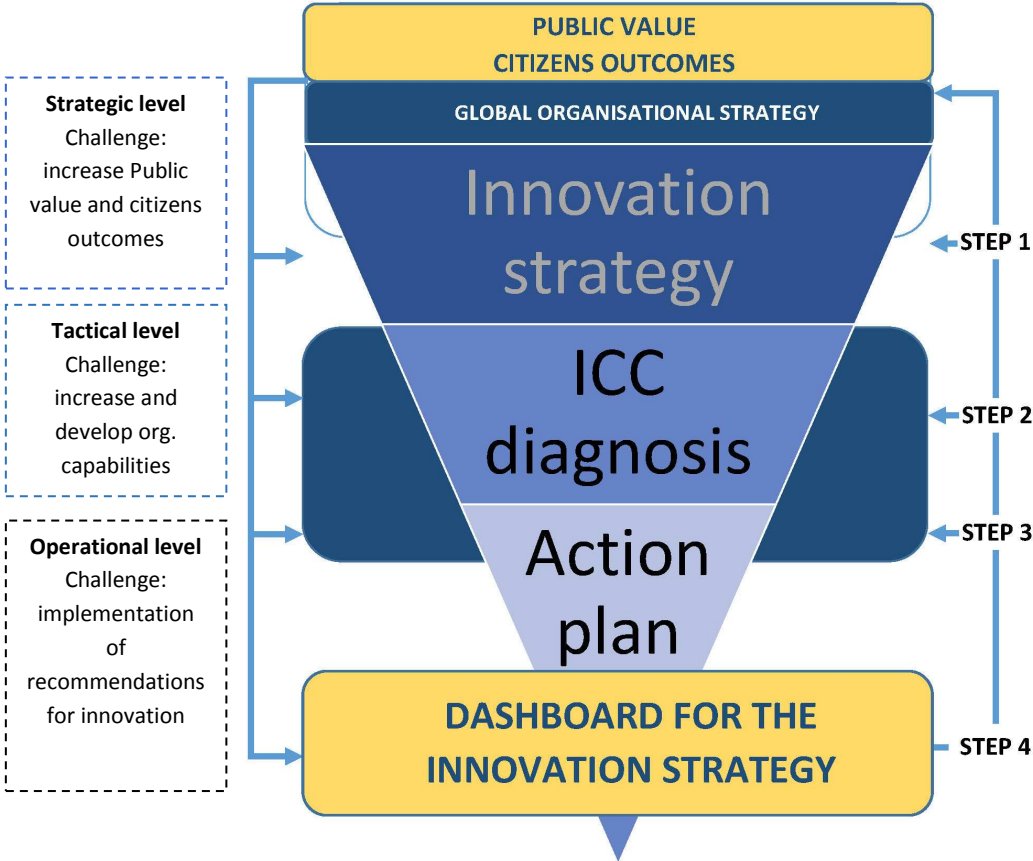 PUBLIC VALUE
CITIZENS OUTCOMES
GLOBAL ORGANISATIONAL STRATEGY
Strategic level
Challenge:
increase Public
value and citizens
outcomes
Innovation
strategy
STEP 1
Tactical level
Challenge:
increase and
develop org.
capabilities
ICC
diagnosis
STEP 2
Operational level
Challenge:
implementation
of
recommendations
for innovation
Action
plan
STEP 3
DASHBOARD FOR THE
INNOVATION STRATEGY
STEP 4